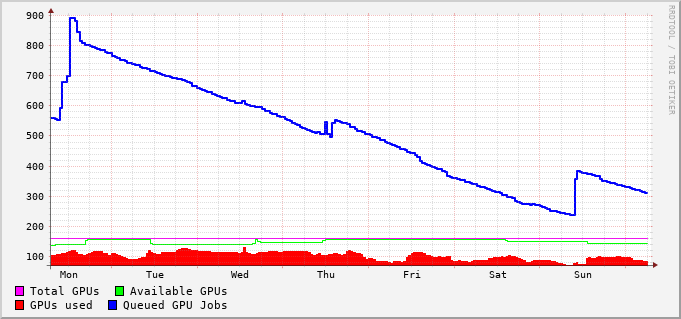 RRDTOOL / TOBI OETIKER
900
800
700
600
500
400
300
200
100
Mon Tue Wed Thu Fri Sat Sun
Total GPUs Available GPUs
GPUs used Queued GPU Jobs